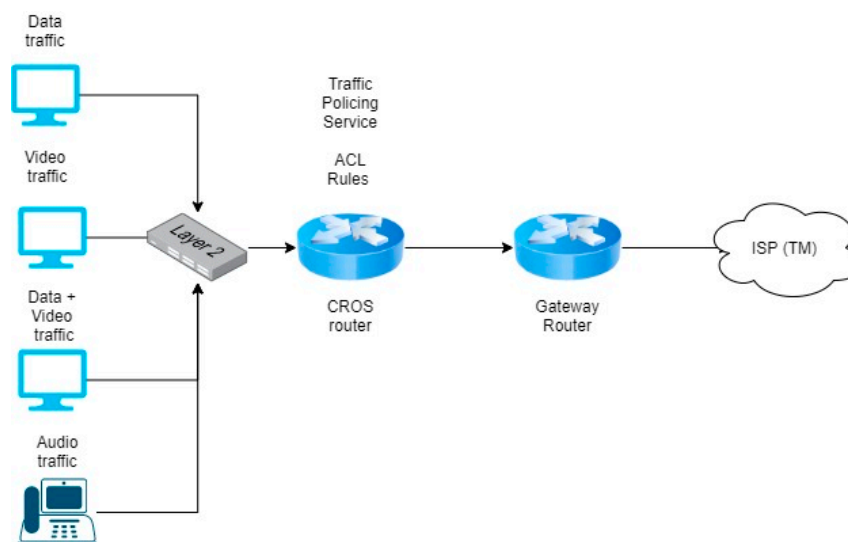 Data
traffic
Video
traffic
Data +
Video
traffic
Audio
traffic
Layer 2
Traffic
Policing
Service
ACL
Rules
CROS
router
Gateway
Router
ISP (TM)